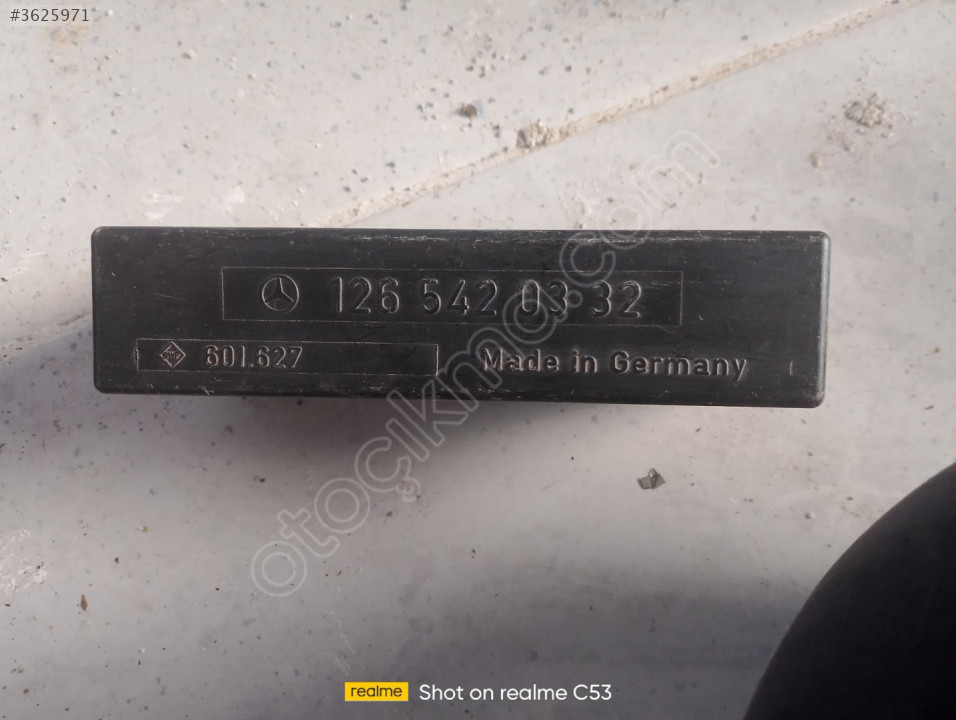 #3625971
126 542 03 32
601.627
Made in Germany
otoçıkma.com
realme Shot on realme C53